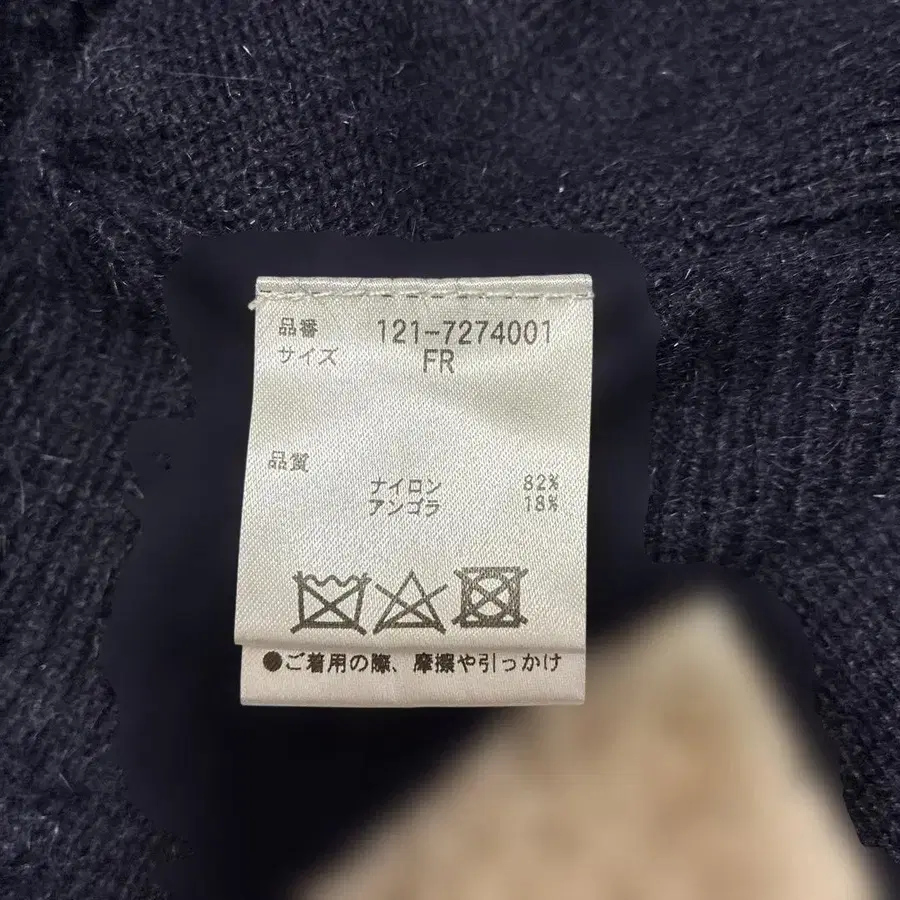 品番 121-7274001
サイズ FR
品質
ナイロン 82%
アンゴラ 18%
●ご着用の際、摩擦や引っかけ